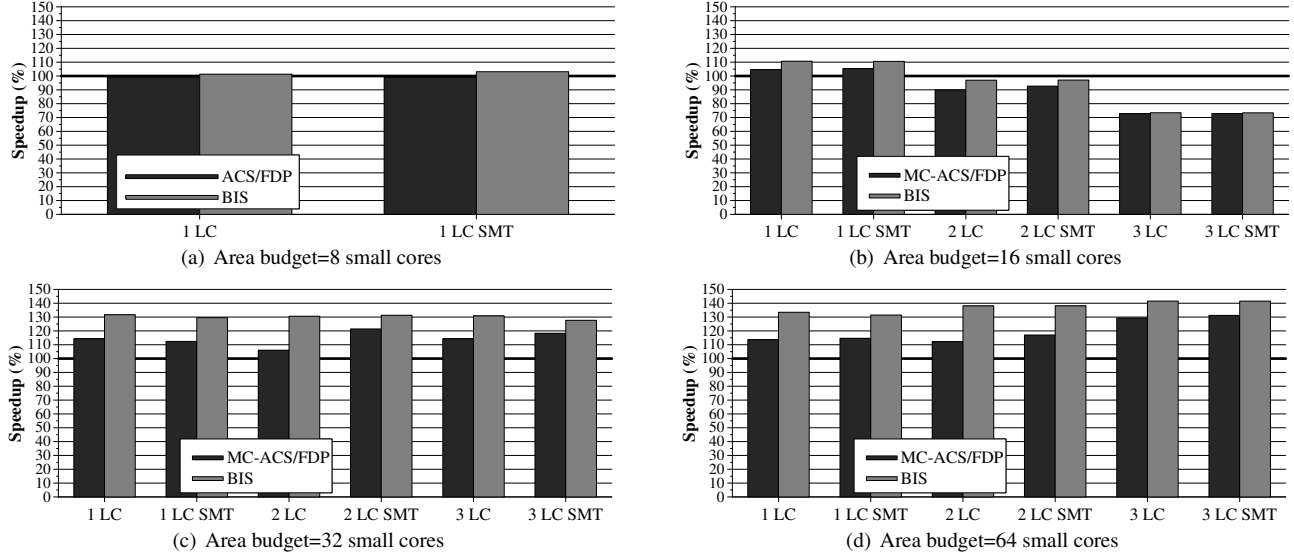 150
140
130
120
110
100
90
80
70
60
50
40
30
20
10
0
Speedup (%)
ACS/FDP
BIS
1 LC
1 LC SMT
(a) Area budget=8 small cores
150
140
130
120
110
100
90
80
70
60
50
40
30
20
10
0
Speedup (%)
MC-ACS/FDP
BIS
1 LC
1 LC SMT
2 LC
2 LC SMT
3 LC
3 LC SMT
(b) Area budget=16 small cores
150
140
130
120
110
100
90
80
70
60
50
40
30
20
10
0
Speedup (%)
MC-ACS/FDP
BIS
1 LC
1 LC SMT
2 LC
2 LC SMT
3 LC
3 LC SMT
(c) Area budget=32 small cores
150
140
130
120
110
100
90
80
70
60
50
40
30
20
10
0
Speedup (%)
MC-ACS/FDP
BIS
1 LC
1 LC SMT
2 LC
2 LC SMT
3 LC
3 LC SMT
(d) Area budget=64 small cores